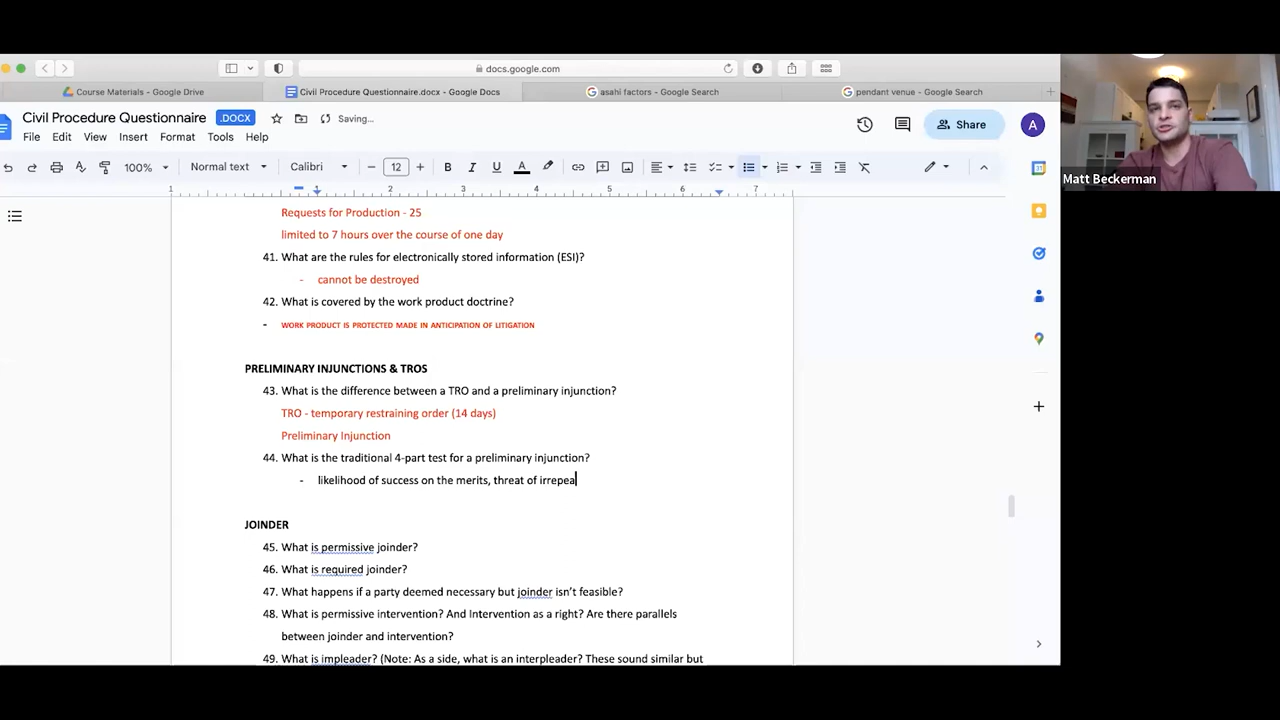 docs.google.com
Course Materials – Google Drive
Civil Procedure Questionnaire.docx - Google Docs
asahi factors - Google Search
pendant venue - Google Search
Civil Procedure Questionnaire .DOCX Saving...
File Edit View Insert Format Tools Help
Share
A
100% Normal text Calibri − 12 + B I U A
1 1 2 3 4 5 6 7
Matt Beckerman
Requests for Production - 25
limited to 7 hours over the course of one day
41. What are the rules for electronically stored information (ESI)?
- cannot be destroyed
42. What is covered by the work product doctrine?
- WORK PRODUCT IS PROTECTED MADE IN ANTICIPATION OF LITIGATION
PRELIMINARY INJUNCTIONS & TROS
43. What is the difference between a TRO and a preliminary injunction?
TRO - temporary restraining order (14 days)
Preliminary Injunction
44. What is the traditional 4-part test for a preliminary injunction?
- likelihood of success on the merits, threat of irrepea
JOINDER
45. What is permissive joinder?
46. What is required joinder?
47. What happens if a party deemed necessary but joinder isn't feasible?
48. What is permissive intervention? And Intervention as a right? Are there parallels
between joinder and intervention?
49. What is impleader? (Note: As a side, what is an interpleader? These sound similar but